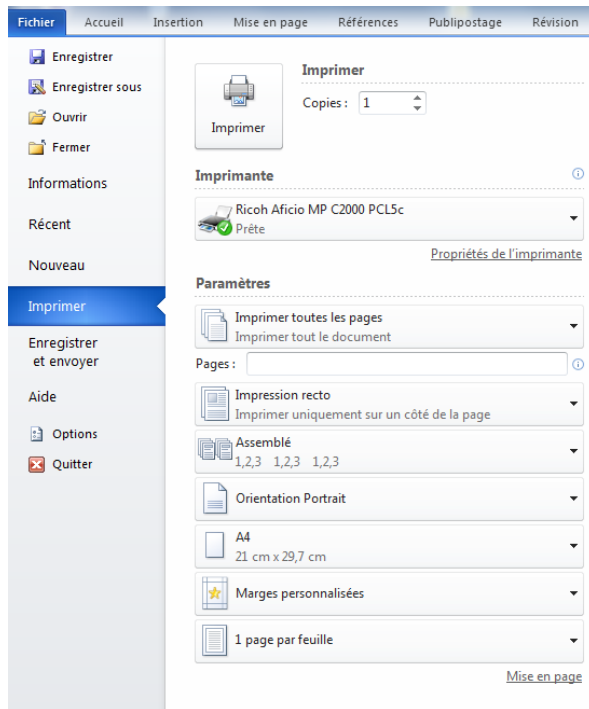 Fichier Accueil Insertion Mise en page Références Publipostage Révision
Enregistrer
Enregistrer sous
Ouvrir
Fermer
Informations
Récent
Nouveau
Imprimer
Enregistrer
et envoyer
Aide
Options
Quitter
Imprimer
Imprimer
Copies : 1
Imprimante
Ricoh Aficio MP C2000 PCL5c
Prête
Propriétés de l'imprimante
Paramètres
Imprimer toutes les pages
Imprimer tout le document
Pages :
Impression recto
Imprimer uniquement sur un côté de la page
Assemblé
1,2,3 1,2,3 1,2,3
Orientation Portrait
A4
21 cm x 29,7 cm
Marges personnalisées
1 page par feuille
Mise en page